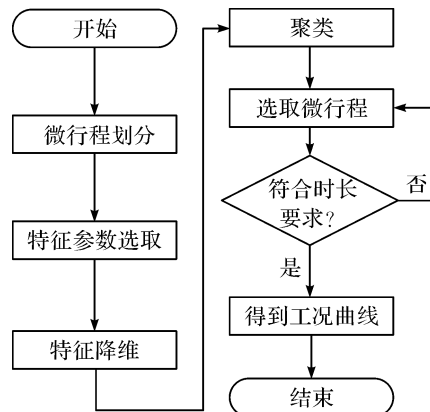 开始
微行程划分
特征参数选取
特征降维
聚类
选取微行程
符合时长
要求?
否
是
得到工况曲线
结束